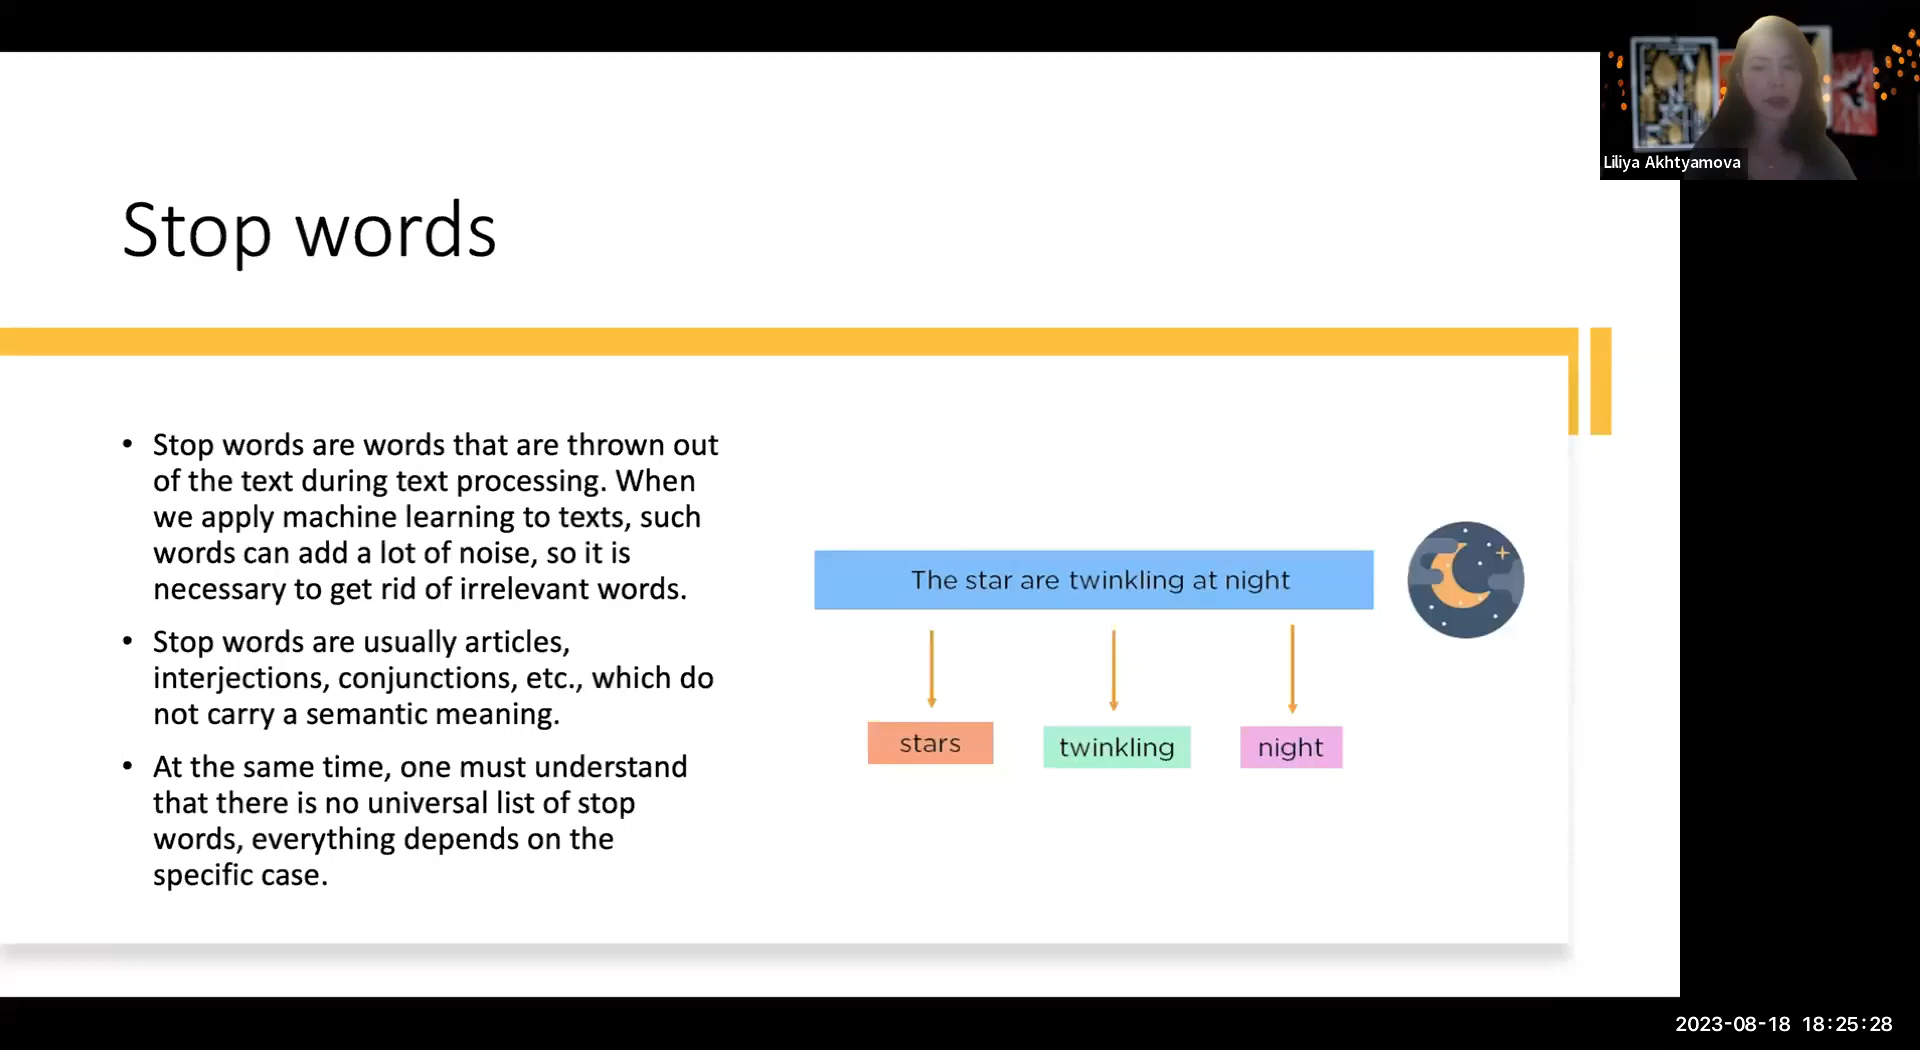 Liliya Akhtyamova
Stop words
• Stop words are words that are thrown out
of the text during text processing. When
we apply machine learning to texts, such
words can add a lot of noise, so it is
necessary to get rid of irrelevant words.
• Stop words are usually articles,
interjections, conjunctions, etc., which do
not carry a semantic meaning.
• At the same time, one must understand
that there is no universal list of stop
words, everything depends on the
specific case.
The star are twinkling at night
stars
twinkling
night
2023-08-18 18:25:28